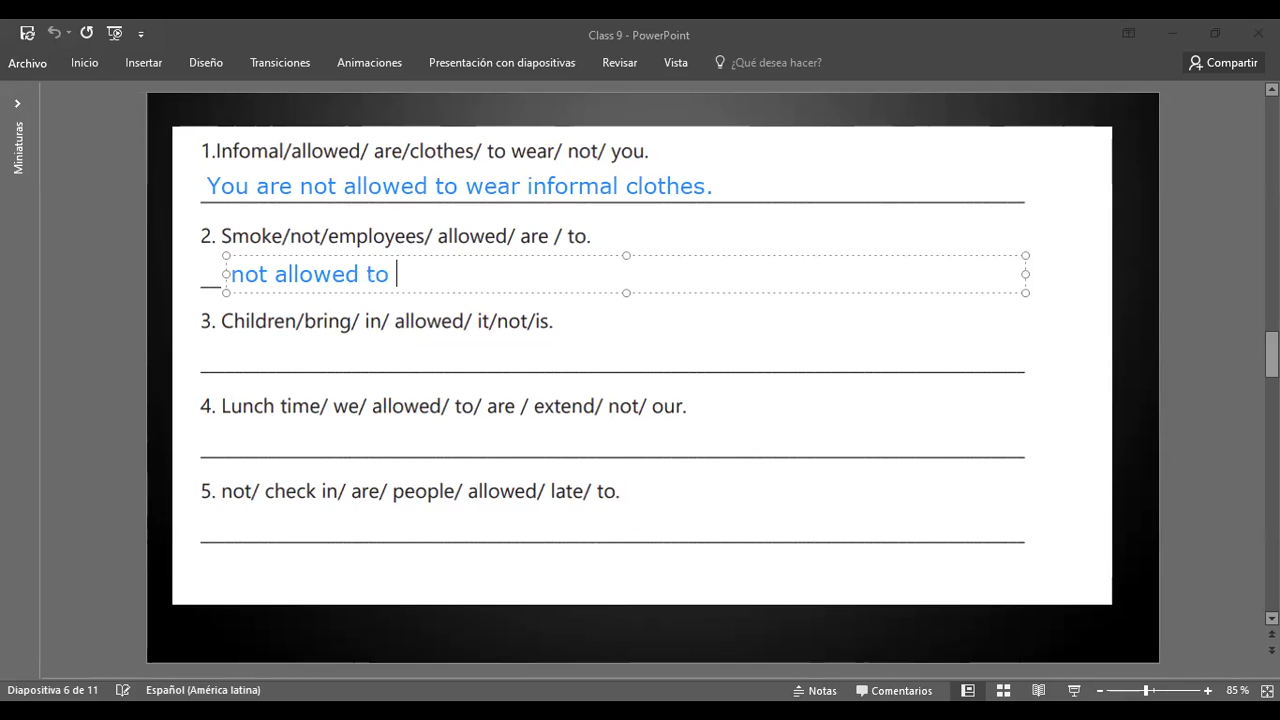 Class 9 - PowerPoint
Archivo Inicio Insertar Diseño Transiciones Animaciones Presentación con diapositivas Revisar Vista ¿Qué desea hacer? Compartir
Miniaturas
1.Infomal/allowed/ are/clothes/ to wear/ not/ you.
You are not allowed to wear informal clothes.
2. Smoke/not/employees/ allowed/ are / to.
not allowed to
3. Children/bring/ in/ allowed/ it/not/is.
4. Lunch time/ we/ allowed/ to/ are / extend/ not/ our.
5. not/ check in/ are/ people/ allowed/ late/ to.
Diapositiva 6 de 11 Español (América latina) Notas Comentarios 85 %